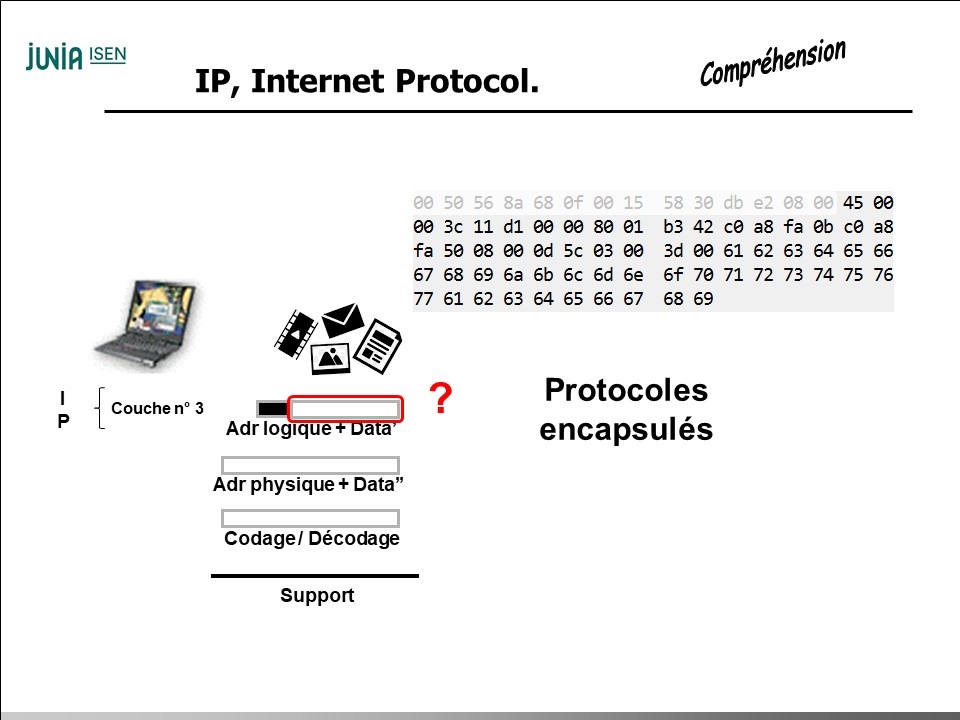 JUNIA ISEN
IP, Internet Protocol.
Compréhension
00 50 56 8a 68 0f 00 15 58 30 db e2 08 00 45 00
00 3c 11 d1 00 00 80 01 b3 42 c0 a8 fa 0b c0 a8
fa 50 08 00 0d 5c 03 00 3d 00 61 62 63 64 65 66
67 68 69 6a 6b 6c 6d 6e 6f 70 71 72 73 74 75 76
77 61 62 63 64 65 66 67 68 69
I
P
Couche n° 3
?
Adr logique + Data’
Protocoles
encapsulés
Adr physique + Data”
Codage / Décodage
Support